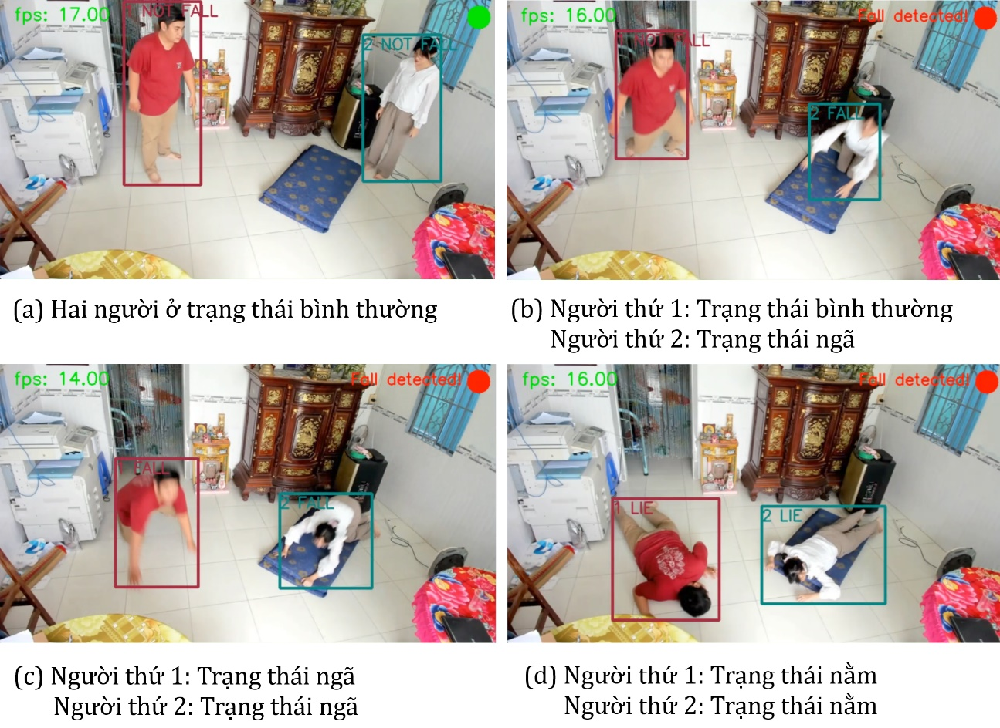 fps: 17.00
1 NOT FALL
2 NOT FALL
fps: 16.00
Fall detected!
1 NOT FALL
2 FALL
(a) Hai người ở trạng thái bình thường
(b) Người thứ 1: Trạng thái bình thường
Người thứ 2: Trạng thái ngã
fps: 14.00
Fall detected!
1 FALL
2 FALL
fps: 16.00
Fall detected!
1 LIE
2 LIE
(c) Người thứ 1: Trạng thái ngã
Người thứ 2: Trạng thái ngã
(d) Người thứ 1: Trạng thái nằm
Người thứ 2: Trạng thái nằm